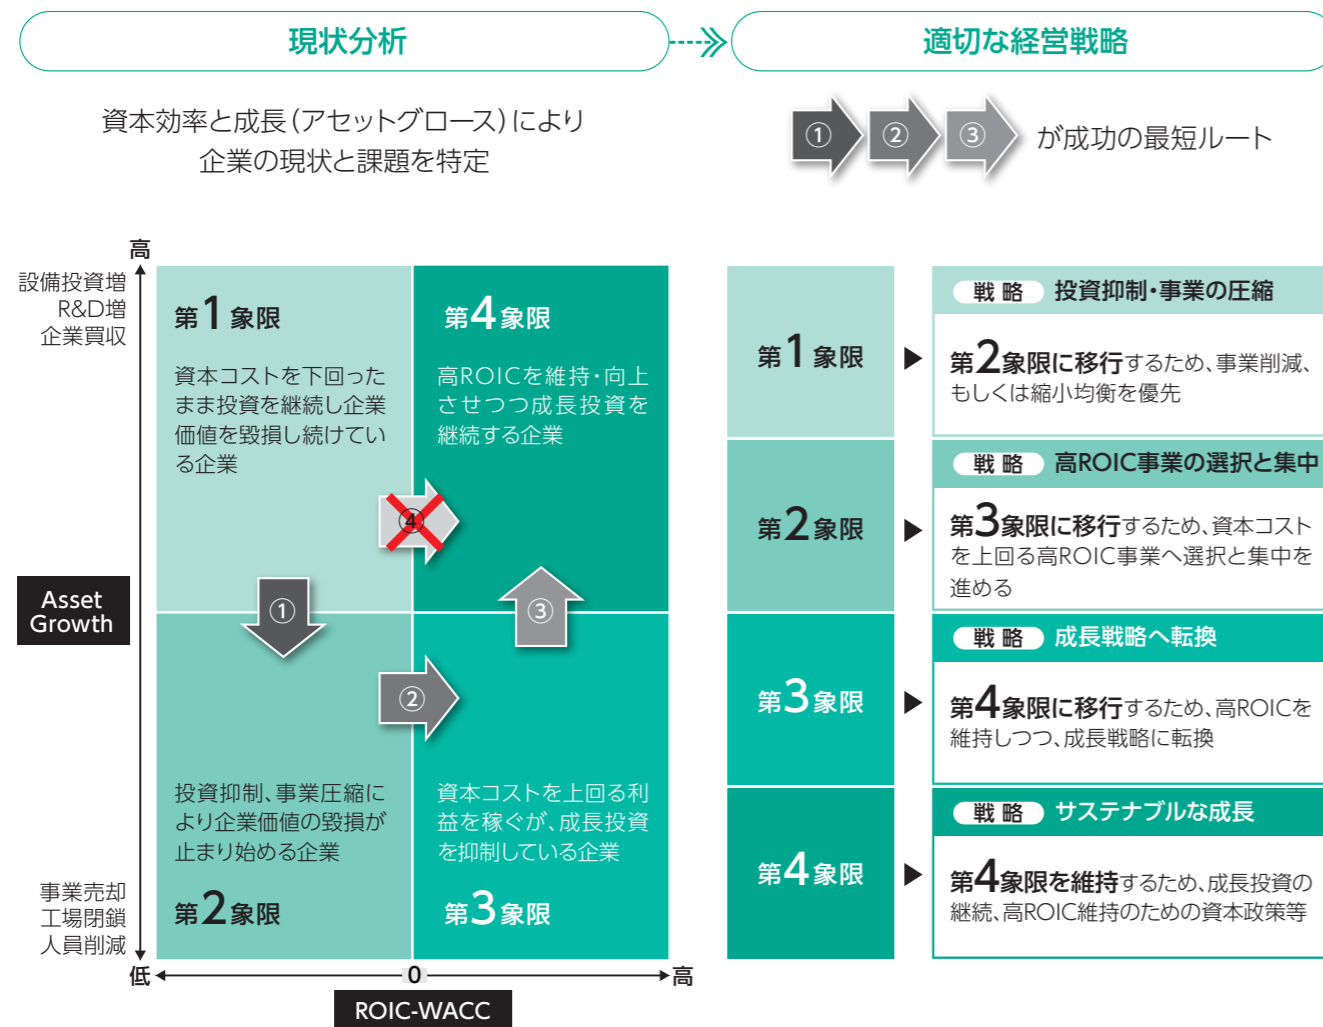 現状分析
適切な経営戦略
資本効率と成長(アセットグロース)により
企業の現状と課題を特定
① ② ③ が成功の最短ルート
高
設備投資増
R&D増
企業買収
第1象限
資本コストを下回った
まま投資を継続し企業
価値を毀損し続けてい
る企業
第4象限
高ROICを維持・向上
させつつ成長投資を
継続する企業
④
①
③
②
Asset
Growth
投資抑制、事業圧縮に
より企業価値の毀損が
止まり始める企業
第2象限
資本コストを上回る利
益を稼ぐが、成長投資
を抑制している企業
第3象限
事業売却
工場閉鎖
人員削減
低
0
高
ROIC-WACC
第1象限
戦略 投資抑制・事業の圧縮
第2象限に移行するため、事業削減、
もしくは縮小均衡を優先
第2象限
戦略 高ROIC事業の選択と集中
第3象限に移行するため、資本コスト
を上回る高ROIC事業へ選択と集中を
進める
第3象限
戦略 成長戦略へ転換
第4象限に移行するため、高ROICを
維持しつつ、成長戦略に転換
第4象限
戦略 サステナブルな成長
第4象限を維持するため、成長投資の
継続、高ROIC維持のための資本政策等